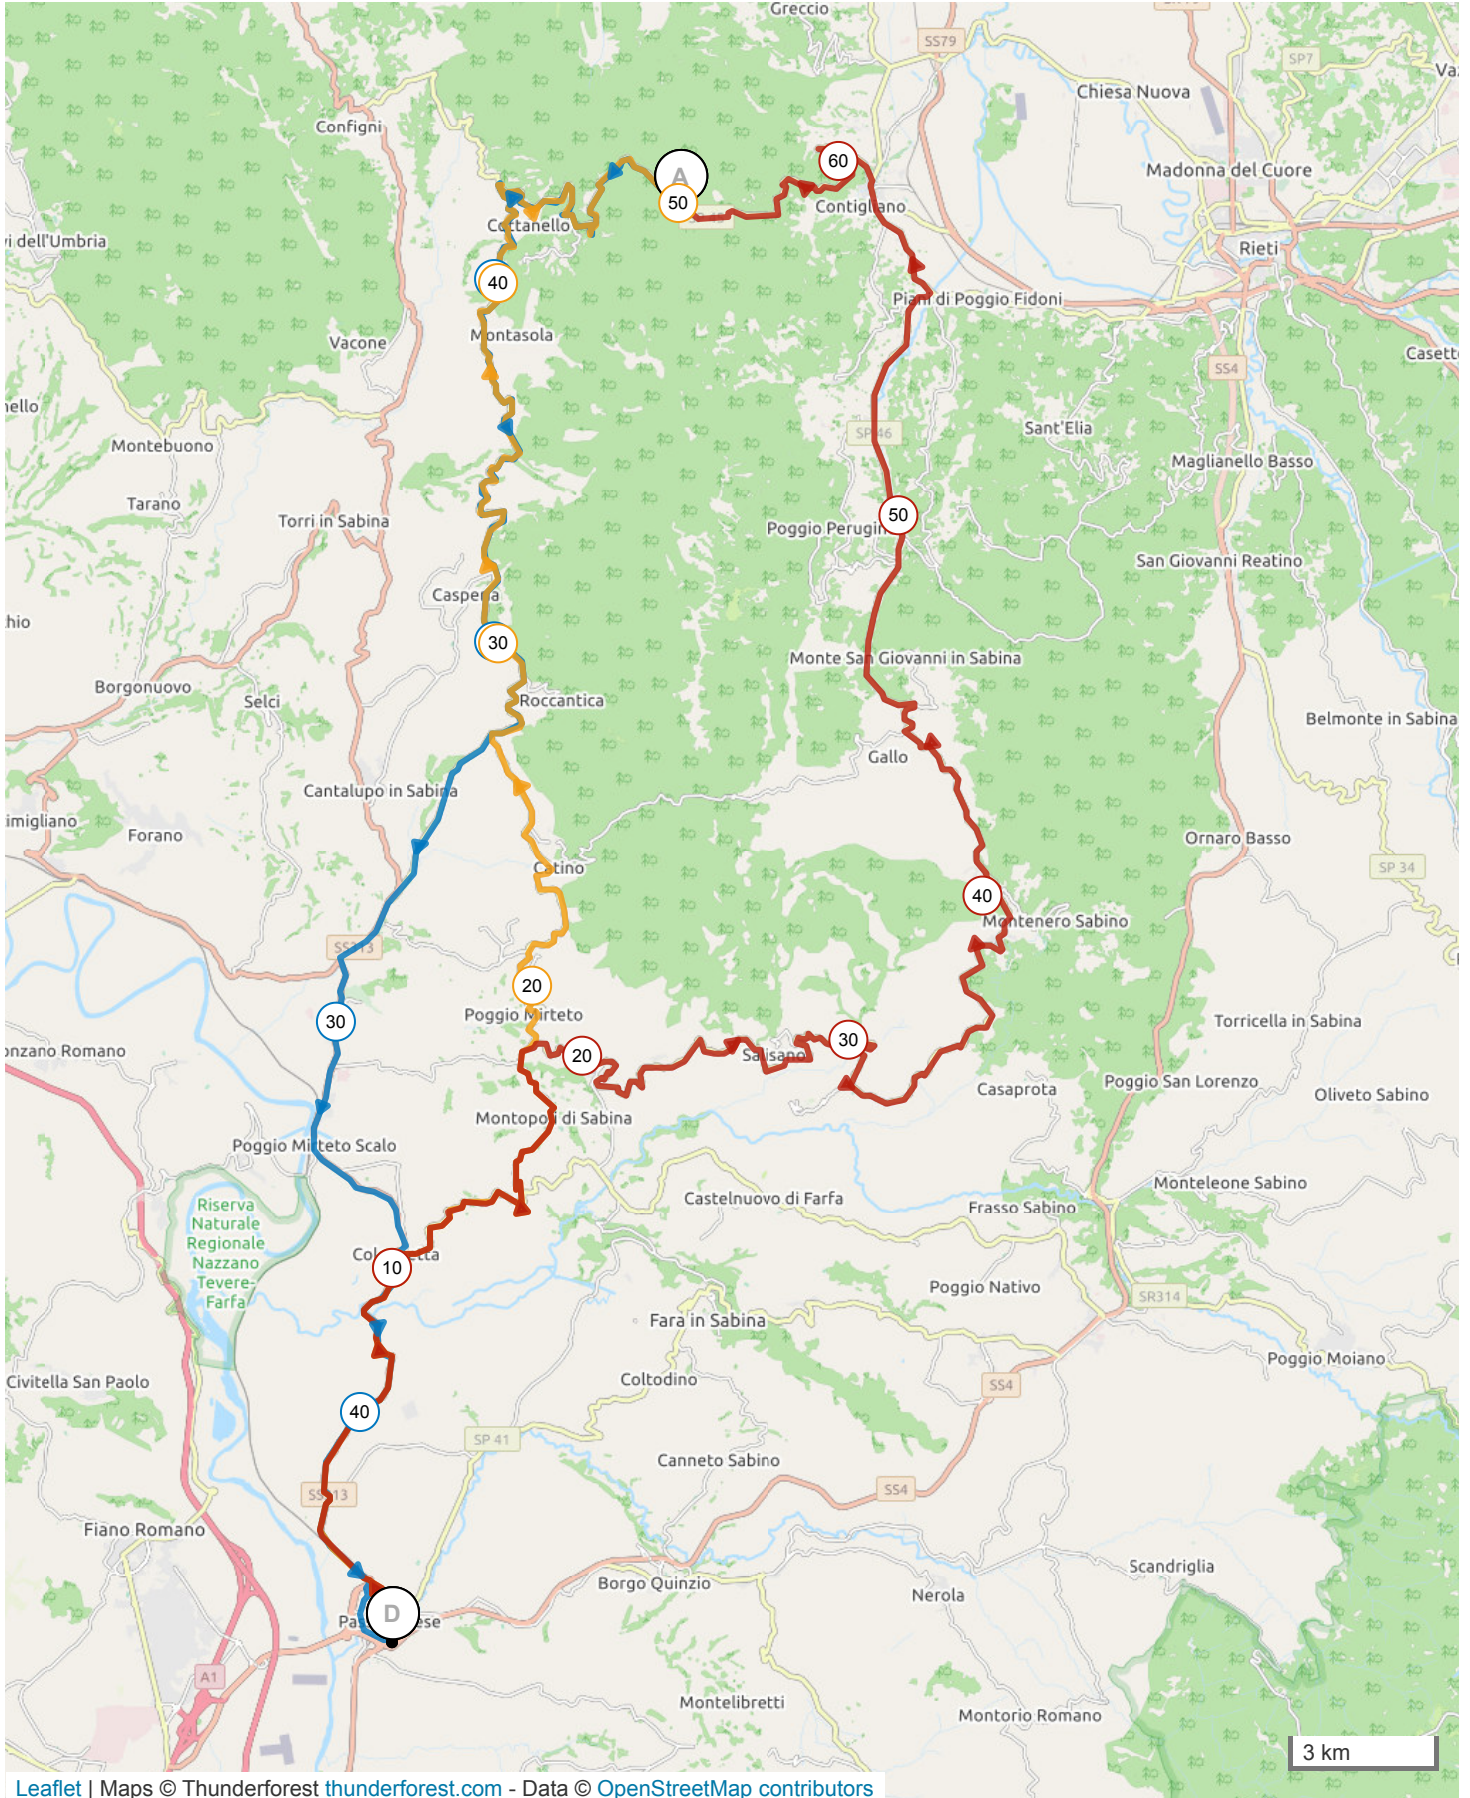 Greccio
SS79
SP7
Chiesa Nuova
Configni
Madonna del Cuore
A
60
50
Contigliano
Cottanello
vi dell'Umbria
Rieti
40
Piani di Poggio Fidoni
Montasola
Vacone
SS4
Montebuono
SP 46
Sant'Elia
Maglianello Basso
Tarano
Torri in Sabina
50
San Giovanni Reatino
Casperia
hio
30
Monte San Giovanni in Sabina
Borgonuovo
Selci
Roccantica
Belmonte in Sabina
Gallo
Cantalupo in Sabina
imigliano
Forano
Ornaro Basso
Catino
SP 34
40
Montenero Sabino
SS313
20
Poggio Mirteto
30
Torricella in Sabina
onzano Romano
20
30
Salisano
Casaprota
Poggio San Lorenzo
Oliveto Sabino
Montopoli di Sabina
Poggio Mirteto Scalo
Monteleone Sabino
Castelnuovo di Farfa
Frasso Sabino
Riserva
Naturale
Regionale
Nazzano
Tevere-
Farfa
10
Poggio Nativo
SR314
Fara in Sabina
Poggio Moiano
Civitella San Paolo
Coltodino
SS4
40
SP 41
Canneto Sabino
SS4
Fiano Romano
Scandriglia
Borgo Quinzio
Nerola
D
A1
Montelibretti
Montorio Romano
3 km
Leaflet | Maps © Thunderforest thunderforest.com - Data © OpenStreetMap contributors